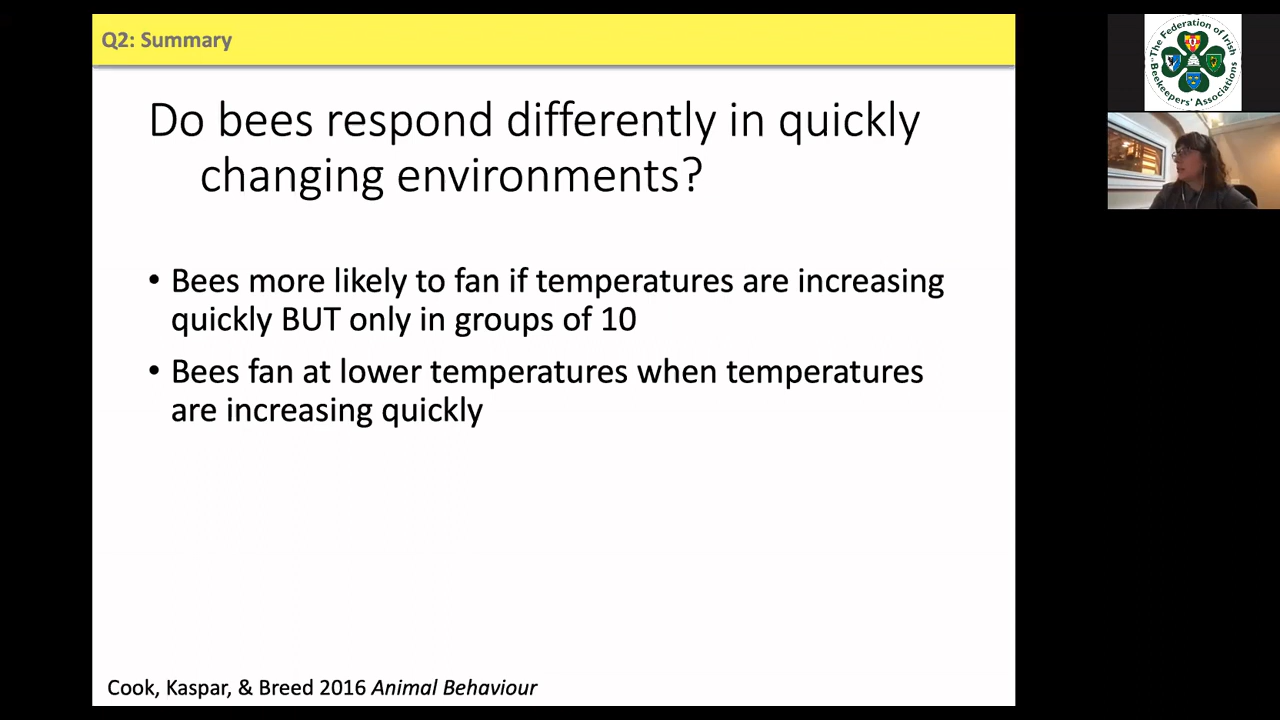 Q2: Summary
Do bees respond differently in quickly
changing environments?
• Bees more likely to fan if temperatures are increasing
quickly BUT only in groups of 10
• Bees fan at lower temperatures when temperatures
are increasing quickly
Cook, Kaspar, & Breed 2016 Animal Behaviour
"The Federation of Irish
Beekeepers' Associations"